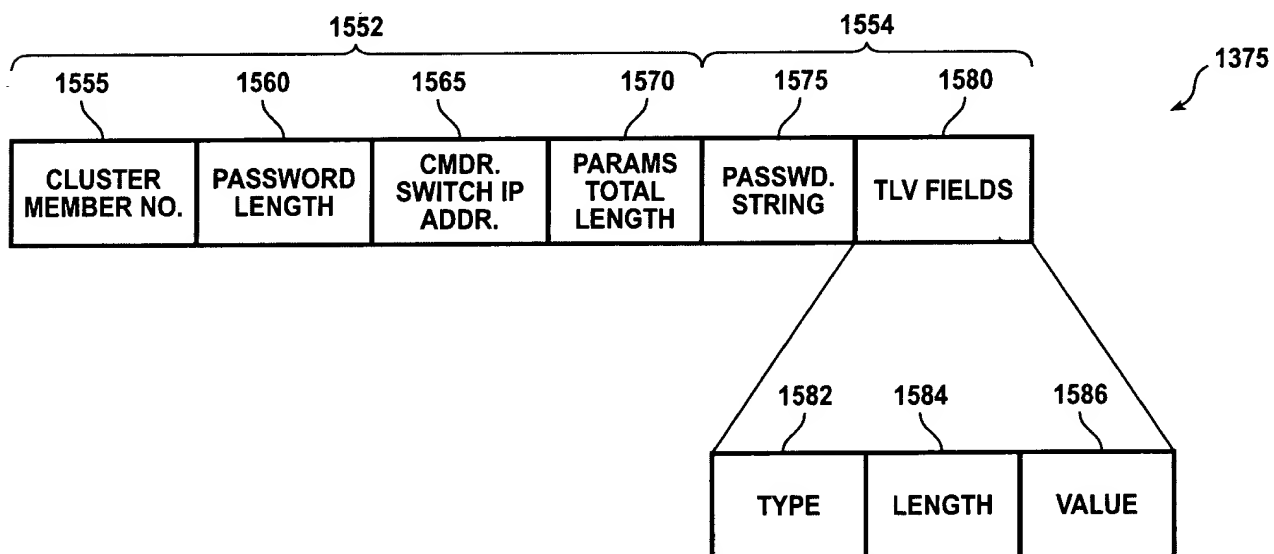 1552
1554
1375
1555
1560
1565
1570
1575
1580
CLUSTER
MEMBER NO.
PASSWORD
LENGTH
CMDR.
SWITCH IP
ADDR.
PARAMS
TOTAL
LENGTH
PASSWD.
STRING
TLV FIELDS
1582
1584
1586
TYPE
LENGTH
VALUE